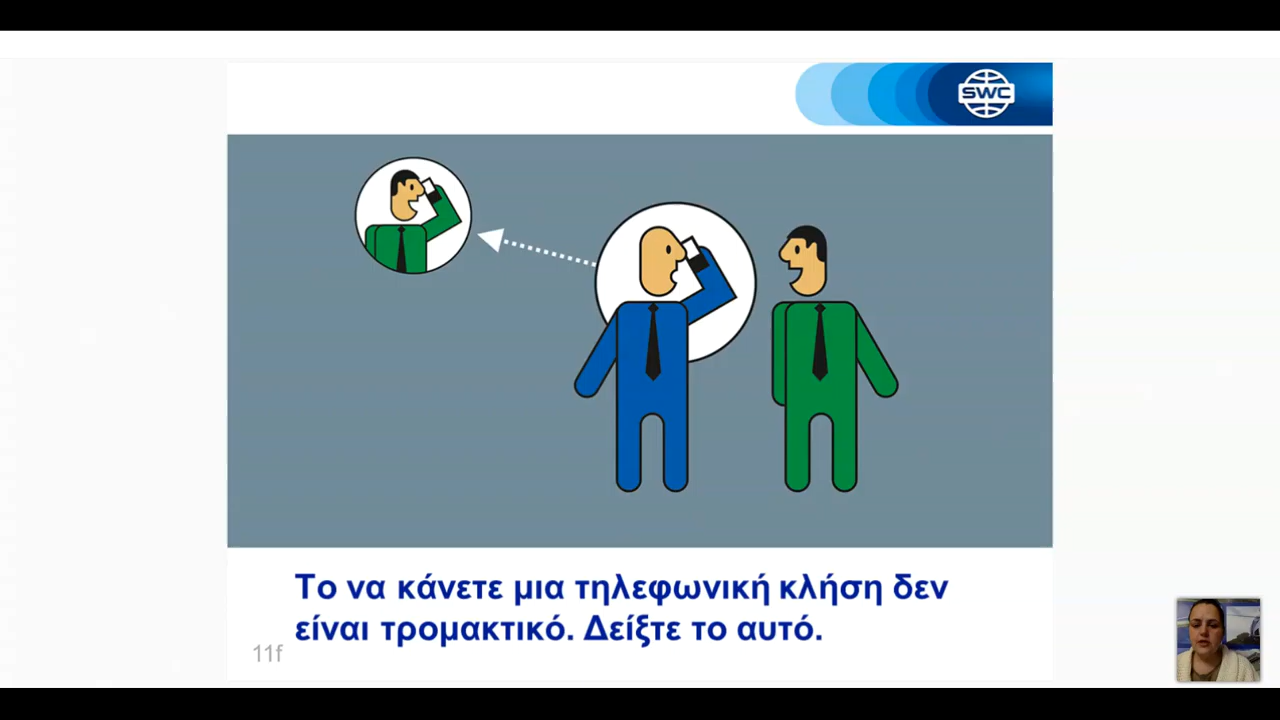 SWC
Το να κάνετε μια τηλεφωνική κλήση δεν
είναι τρομακτικό. Δείξτε το αυτό.
11f